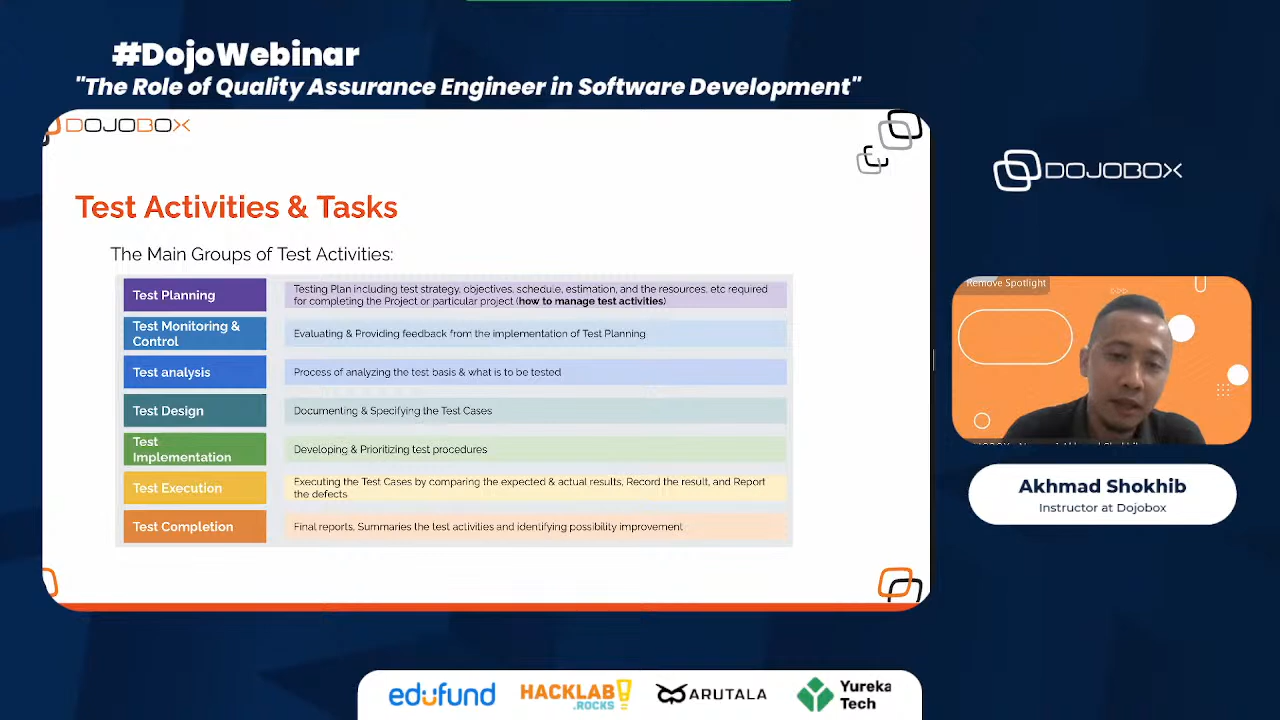 #DojoWebinar
"The Role of Quality Assurance Engineer in Software Development"
DOJOBOX
Test Activities & Tasks
The Main Groups of Test Activities:
Test Planning
Testing Plan including test strategy, objectives, schedule, estimation, and the resources, etc required
for completing the Project or particular project (how to manage test activities)
Test Monitoring &
Control
Evaluating & Providing feedback from the implementation of Test Planning
Test analysis
Process of analyzing the test basis & what is to be tested
Test Design
Documenting & Specifying the Test Cases
Test
Implementation
Developing & Prioritizing test procedures
Test Execution
Executing the Test Cases by comparing the expected & actual results, Record the result, and Report
the defects
Test Completion
Final reports, Summaries the test activities and identifying possibility improvement
DOJOBOX
Remove Spotlight
Akhmad Shokhib
Instructor at Dojobox
edufund
HACKLAB!
.ROCKS
ARUTALA
Yureka
Tech